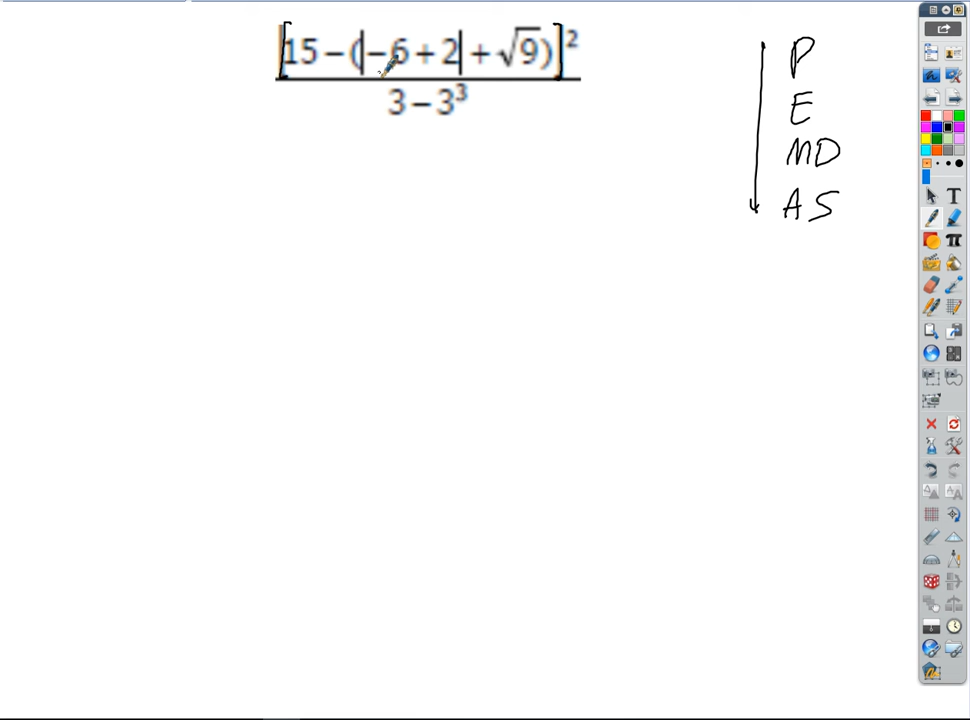 [15 − (|−6 + 2| + √9)]²
3 − 3³
P
E
MD
AS